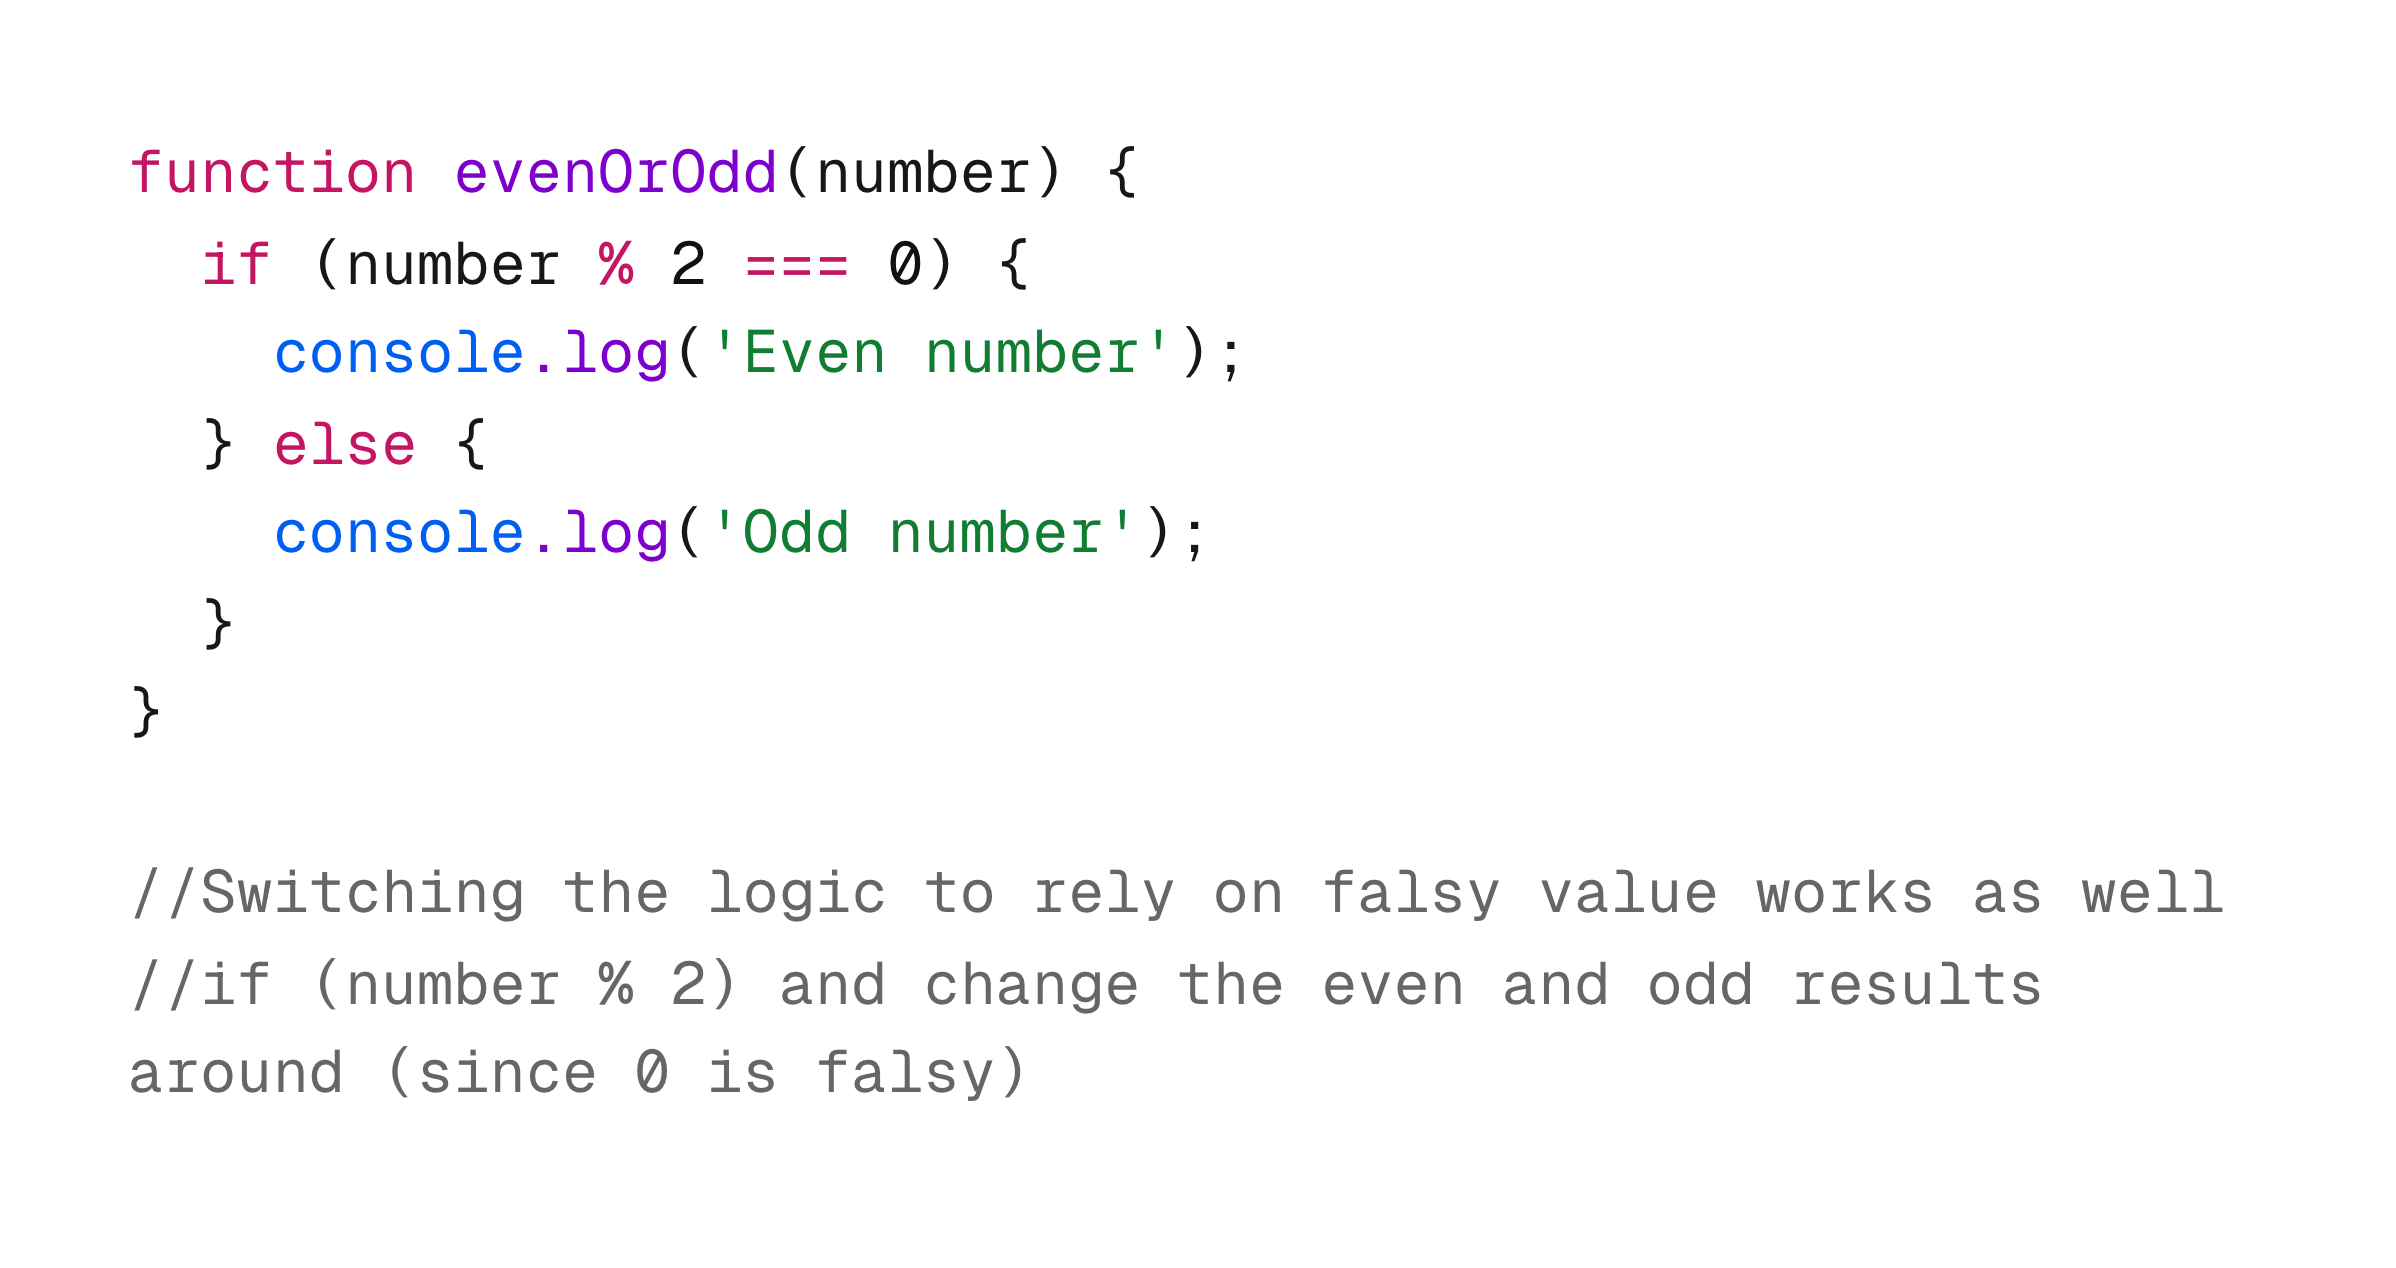 function evenOrOdd(number) {
  if (number % 2 === 0) {
    console.log('Even number');
  } else {
    console.log('Odd number');
  }
}

//Switching the logic to rely on falsy value works as well
//if (number % 2) and change the even and odd results
around (since 0 is falsy)